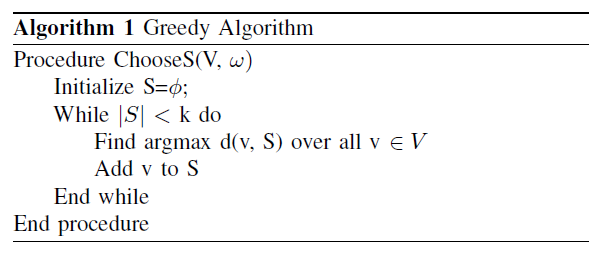 Algorithm 1 Greedy Algorithm
Procedure ChooseS(V, ω)
Initialize S=ϕ;
While |S| < k do
Find argmax d(v, S) over all v ∈ V
Add v to S
End while
End procedure